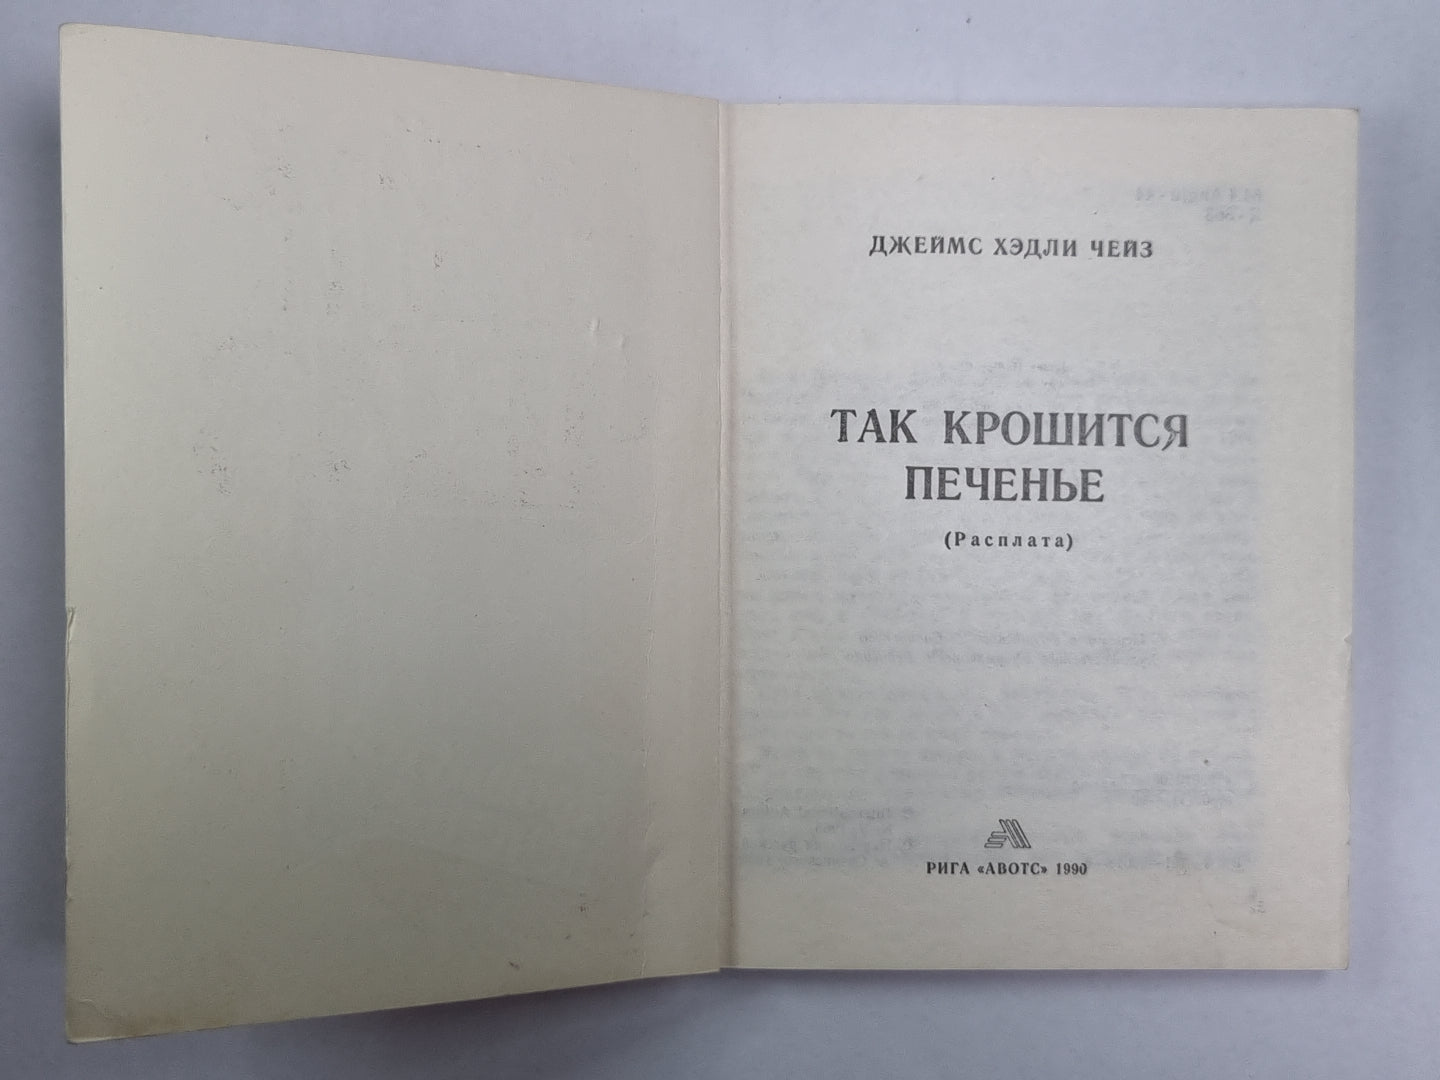 ДЖЕЙМС ХЭДЛИ ЧЕЙЗ
ТАК КРОШИТСЯ
ПЕЧЕНЬЕ
(Расплата)
РИГА «АВОТС» 1990